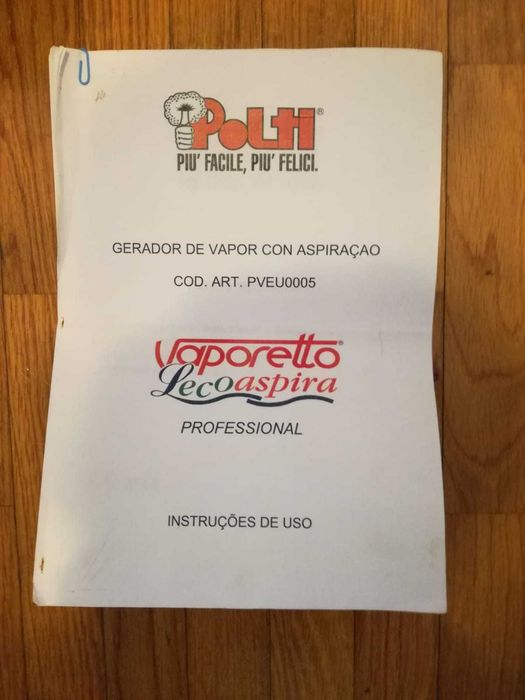 POLTI®
PIU' FACILE, PIU' FELICI.
GERADOR DE VAPOR CON ASPIRAÇAO
COD. ART. PVEU0005
Vaporetto®
Lecoaspira
PROFESSIONAL
INSTRUÇÕES DE USO